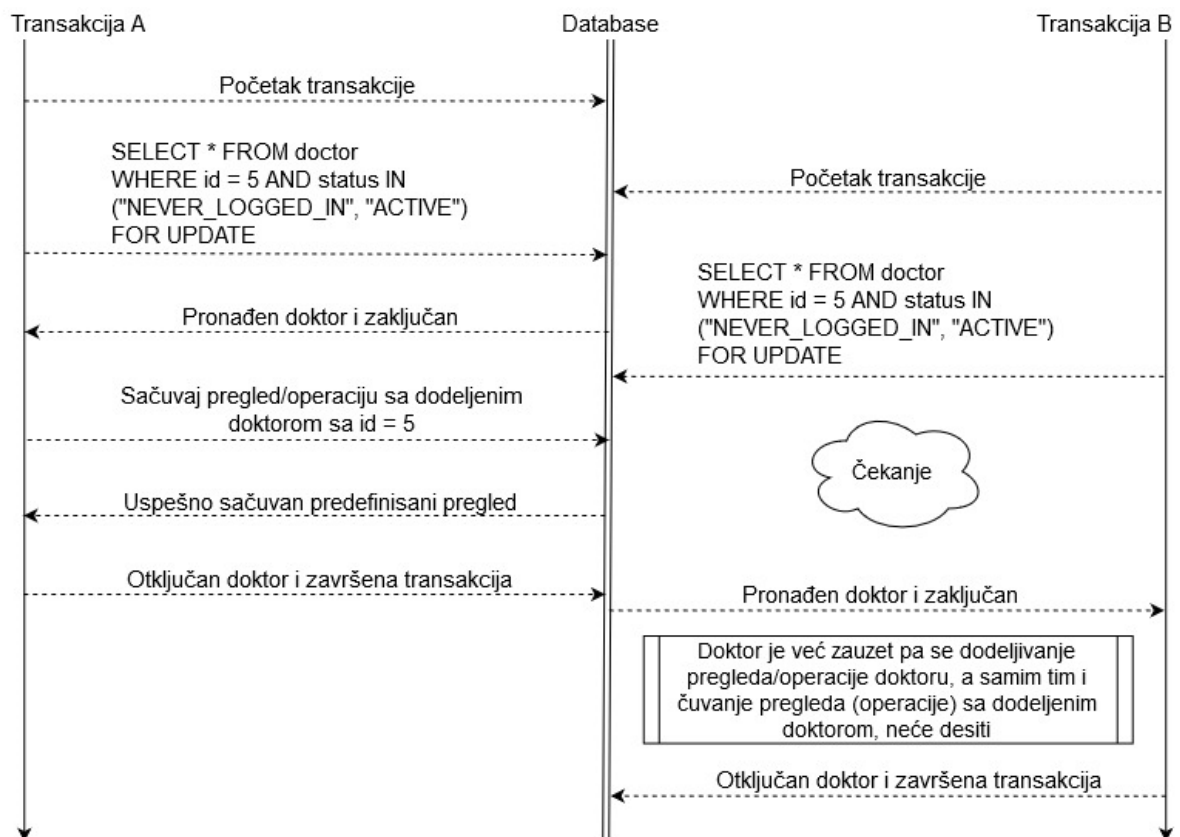 Transakcija A
Database
Transakcija B
Početak transakcije
SELECT * FROM doctor
WHERE id = 5 AND status IN
("NEVER_LOGGED_IN", "ACTIVE")
FOR UPDATE
Početak transakcije
SELECT * FROM doctor
WHERE id = 5 AND status IN
("NEVER_LOGGED_IN", "ACTIVE")
FOR UPDATE
Pronađen doktor i zaključan
Sačuvaj pregled/operaciju sa dodeljenim
doktorom sa id = 5
Čekanje
Uspešno sačuvan predefinisani pregled
Otključan doktor i završena transakcija
Pronađen doktor i zaključan
Doktor je već zauzet pa se dodeljivanje
pregleda/operacije doktoru, a samim tim i
čuvanje pregleda (operacije) sa dodeljenim
doktorom, neće desiti
Otključan doktor i završena transakcija